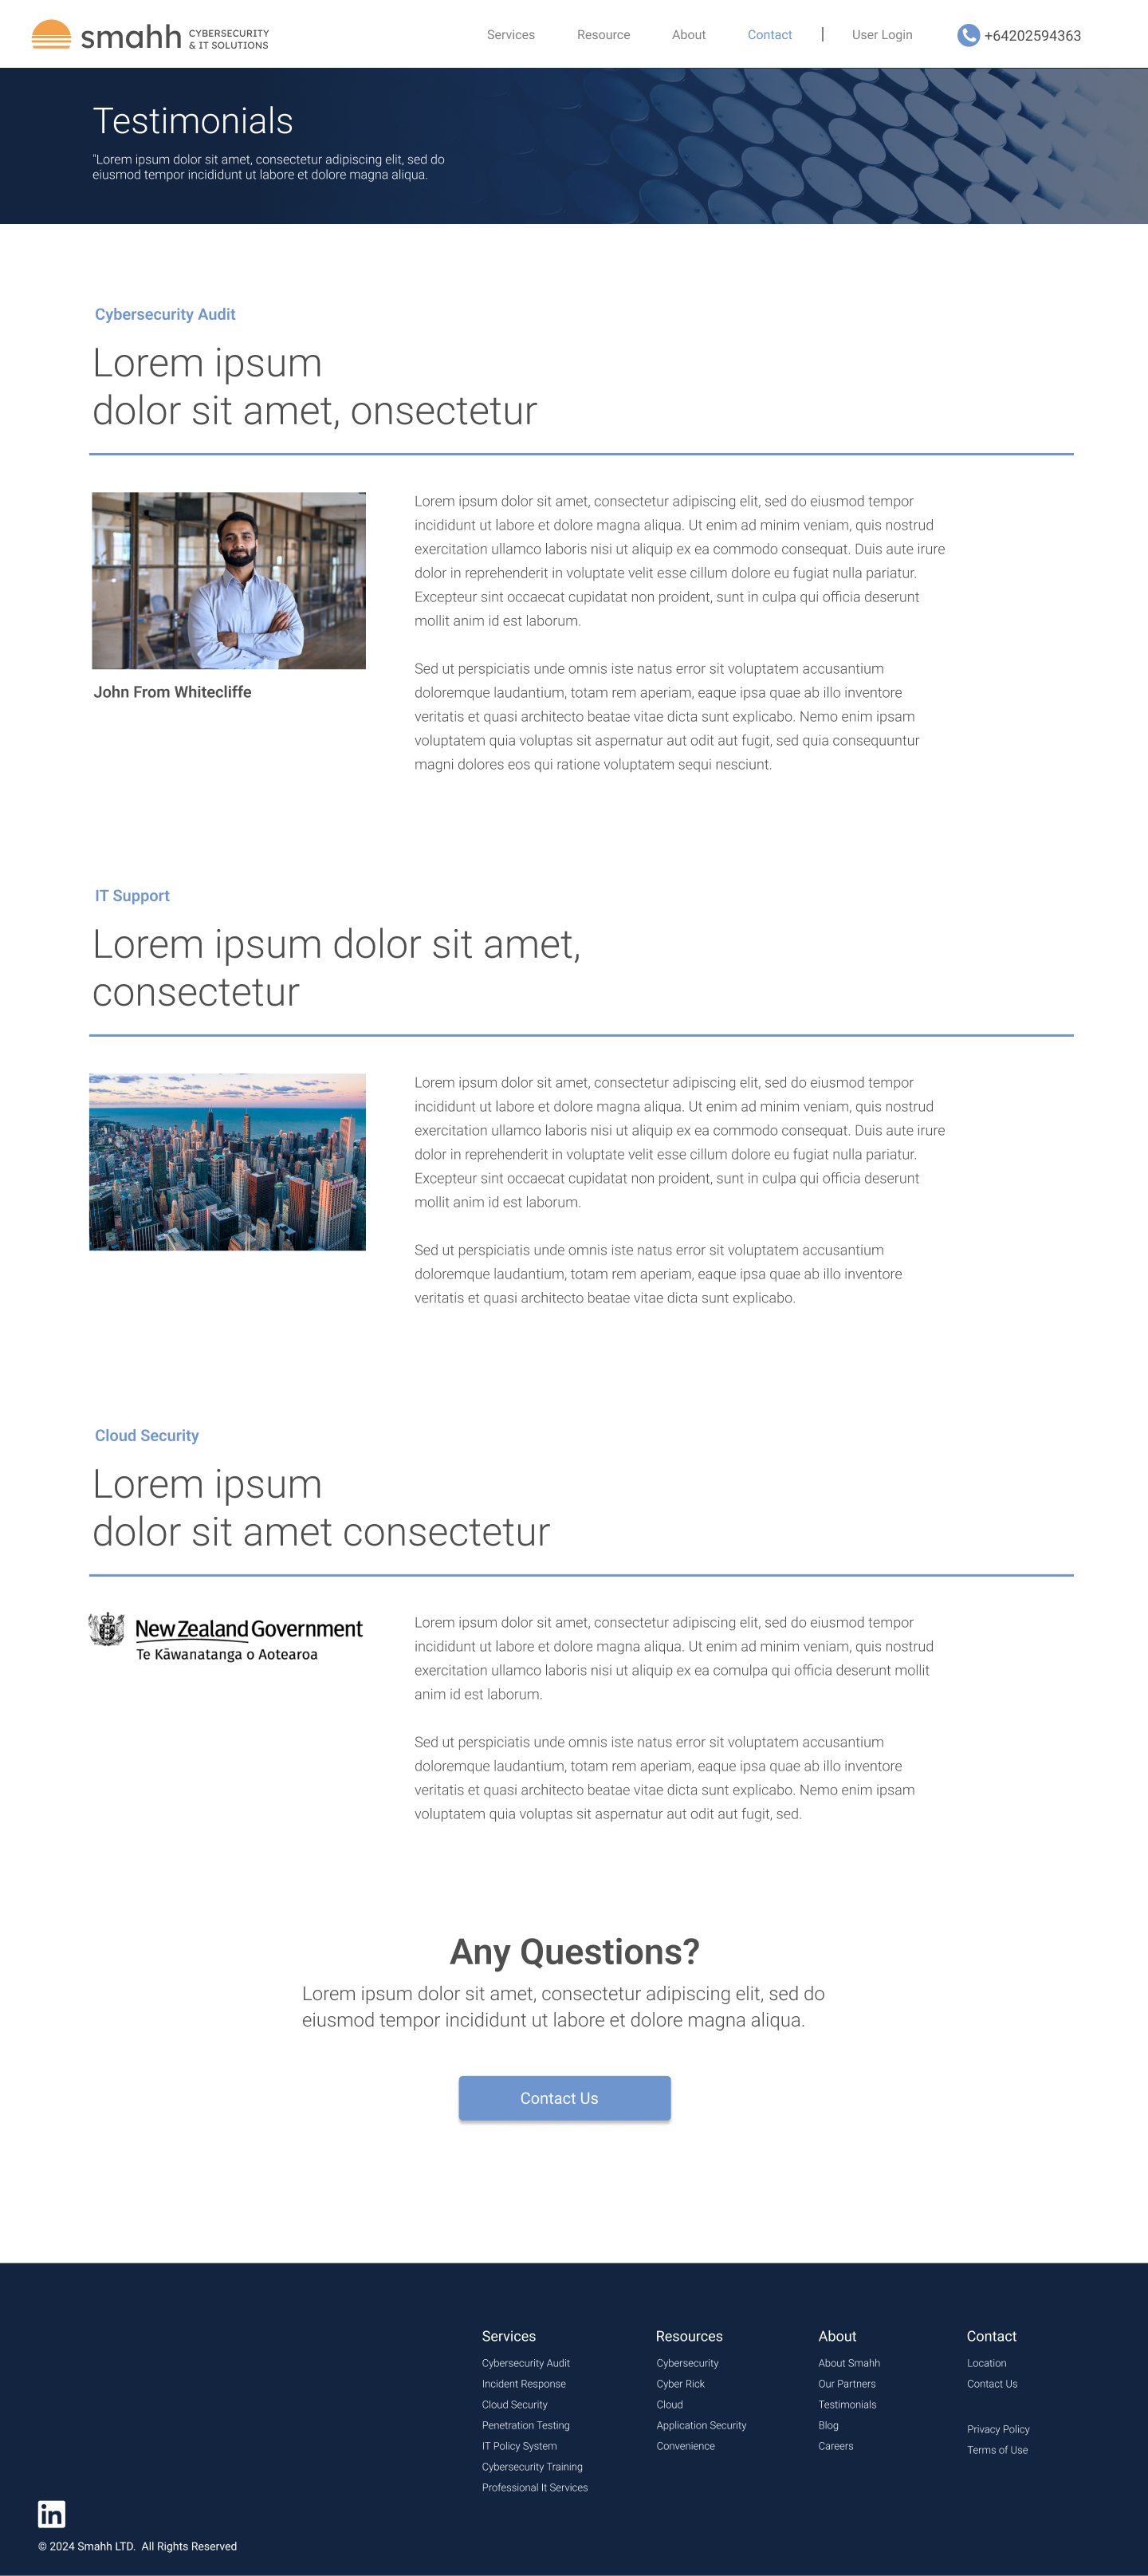 smahh
CYBERSECURITY
& IT SOLUTIONS
Services
Resource
About
Contact
|
User Login
+64202594363
Testimonials
"Lorem ipsum dolor sit amet, consectetur adipiscing elit, sed do
eiusmod tempor incididunt ut labore et dolore magna aliqua.
Cybersecurity Audit
Lorem ipsum
dolor sit amet, onsectetur
John From Whitecliffe
Lorem ipsum dolor sit amet, consectetur adipiscing elit, sed do eiusmod tempor
incididunt ut labore et dolore magna aliqua. Ut enim ad minim veniam, quis nostrud
exercitation ullamco laboris nisi ut aliquip ex ea commodo consequat. Duis aute irure
dolor in reprehenderit in voluptate velit esse cillum dolore eu fugiat nulla pariatur.
Excepteur sint occaecat cupidatat non proident, sunt in culpa qui officia deserunt
mollit anim id est laborum.
Sed ut perspiciatis unde omnis iste natus error sit voluptatem accusantium
doloremque laudantium, totam rem aperiam, eaque ipsa quae ab illo inventore
veritatis et quasi architecto beatae vitae dicta sunt explicabo. Nemo enim ipsam
voluptatem quia voluptas sit aspernatur aut odit aut fugit, sed quia consequuntur
magni dolores eos qui ratione voluptatem sequi nesciunt.
IT Support
Lorem ipsum dolor sit amet,
consectetur
Lorem ipsum dolor sit amet, consectetur adipiscing elit, sed do eiusmod tempor
incididunt ut labore et dolore magna aliqua. Ut enim ad minim veniam, quis nostrud
exercitation ullamco laboris nisi ut aliquip ex ea commodo consequat. Duis aute irure
dolor in reprehenderit in voluptate velit esse cillum dolore eu fugiat nulla pariatur.
Excepteur sint occaecat cupidatat non proident, sunt in culpa qui officia deserunt
mollit anim id est laborum.
Sed ut perspiciatis unde omnis iste natus error sit voluptatem accusantium
doloremque laudantium, totam rem aperiam, eaque ipsa quae ab illo inventore
veritatis et quasi architecto beatae vitae dicta sunt explicabo.
Cloud Security
Lorem ipsum
dolor sit amet consectetur
New Zealand Government
Te Kāwanatanga o Aotearoa
Lorem ipsum dolor sit amet, consectetur adipiscing elit, sed do eiusmod tempor
incididunt ut labore et dolore magna aliqua. Ut enim ad minim veniam, quis nostrud
exercitation ullamco laboris nisi ut aliquip ex ea comulpa qui officia deserunt mollit
anim id est laborum.
Sed ut perspiciatis unde omnis iste natus error sit voluptatem accusantium
doloremque laudantium, totam rem aperiam, eaque ipsa quae ab illo inventore
veritatis et quasi architecto beatae vitae dicta sunt explicabo. Nemo enim ipsam
voluptatem quia voluptas sit aspernatur aut odit aut fugit, sed.
Any Questions?
Lorem ipsum dolor sit amet, consectetur adipiscing elit, sed do
eiusmod tempor incididunt ut labore et dolore magna aliqua.
Contact Us
Services
Cybersecurity Audit
Incident Response
Cloud Security
Penetration Testing
IT Policy System
Cybersecurity Training
Professional It Services
Resources
Cybersecurity
Cyber Rick
Cloud
Application Security
Convenience
About
About Smahh
Our Partners
Testimonials
Blog
Careers
Contact
Location
Contact Us
Privacy Policy
Terms of Use
in
© 2024 Smahh LTD. All Rights Reserved